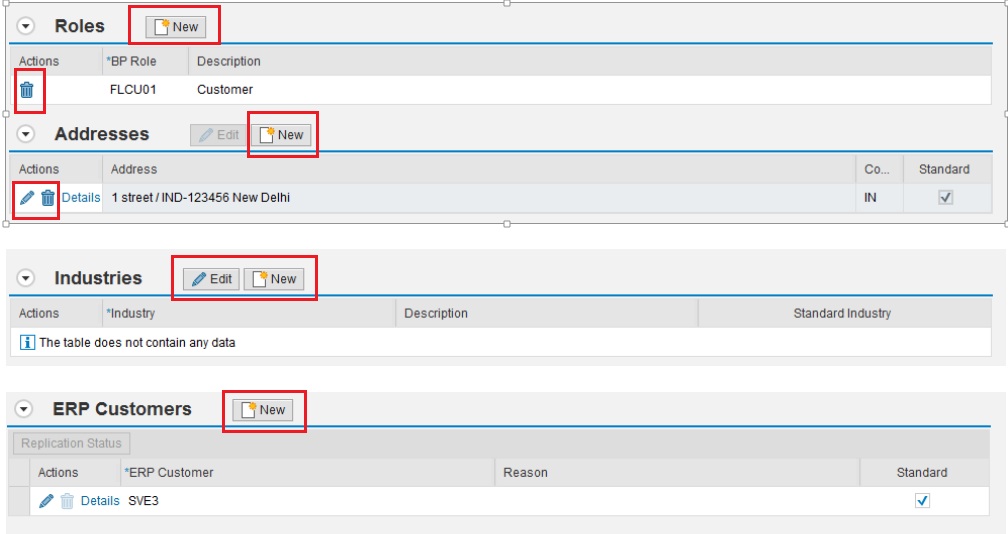 Roles New
Actions *BP Role Description
FLCU01 Customer
Addresses Edit New
Actions Address Co... Standard
Details 1 street / IND-123456 New Delhi IN
Industries Edit New
Actions *Industry Description Standard Industry
The table does not contain any data
ERP Customers New
Replication Status
Actions *ERP Customer Reason Standard
Details SVE3